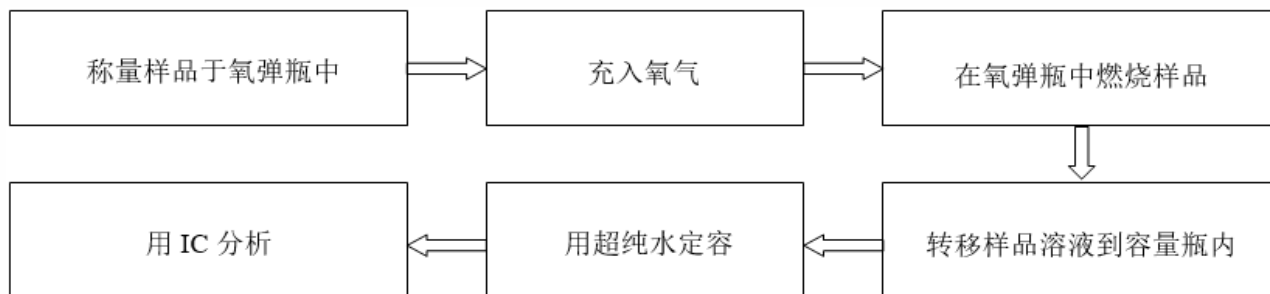 称量样品于氧弹瓶中
充入氧气
在氧弹瓶中燃烧样品
转移样品溶液到容量瓶内
用超纯水定容
用 IC 分析